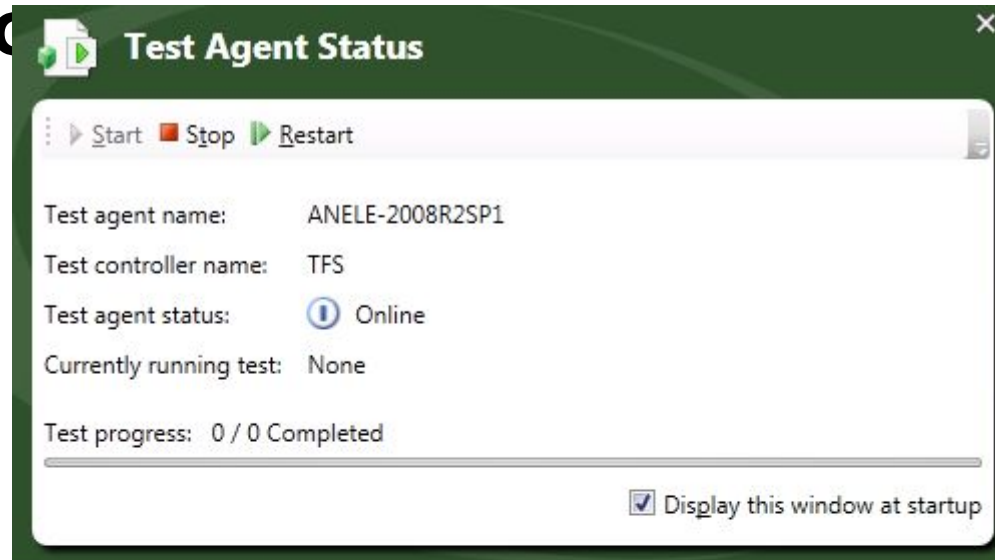 Test Agent Status
Start Stop Restart
Test agent name: ANELE-2008R2SP1
Test controller name: TFS
Test agent status: Online
Currently running test: None
Test progress: 0 / 0 Completed
Display this window at startup